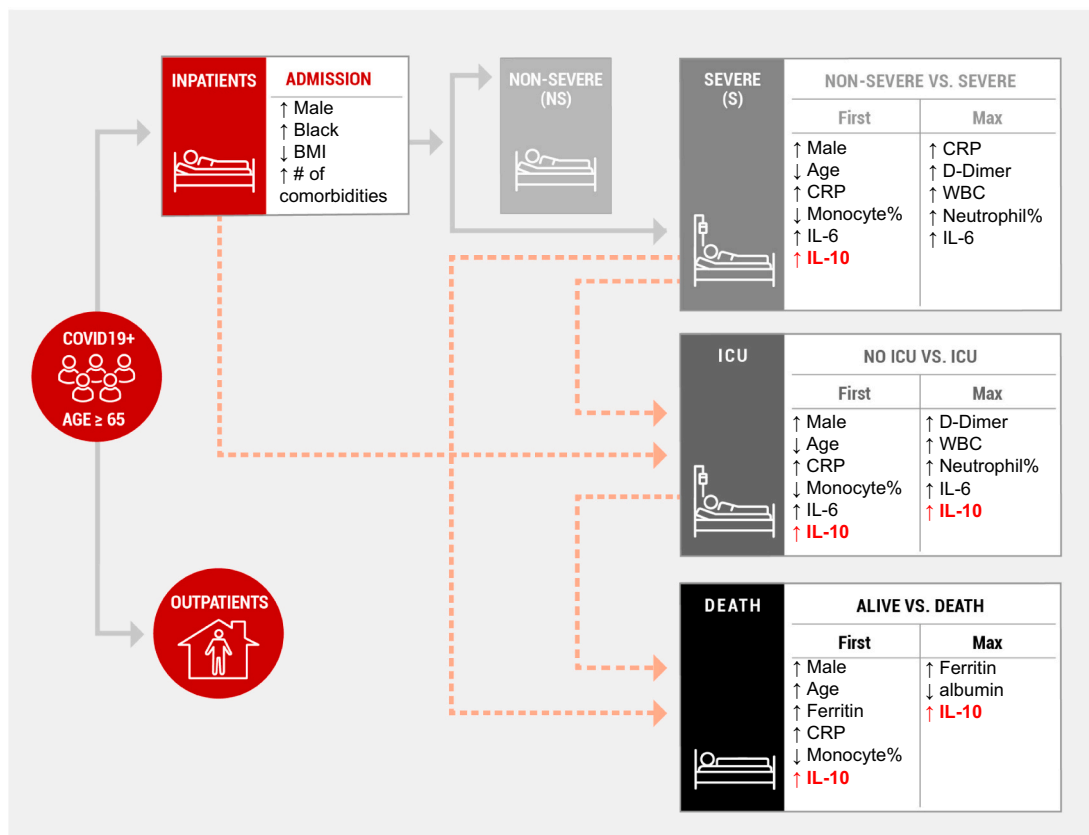 INPATIENTS
ADMISSION
↑ Male
↑ Black
↓ BMI
↑ # of
comorbidities
NON-SEVERE
(NS)
SEVERE
(S)
NON-SEVERE VS. SEVERE
First
↑ Male
↓ Age
↑ CRP
↓ Monocyte%
↑ IL-6
↑ IL-10
Max
↑ CRP
↑ D-Dimer
↑ WBC
↑ Neutrophil%
↑ IL-6
COVID19+
AGE ≥ 65
ICU
NO ICU VS. ICU
First
↑ Male
↓ Age
↑ CRP
↓ Monocyte%
↑ IL-6
↑ IL-10
Max
↑ D-Dimer
↑ WBC
↑ Neutrophil%
↑ IL-6
↑ IL-10
OUTPATIENTS
DEATH
ALIVE VS. DEATH
First
↑ Male
↑ Age
↑ Ferritin
↑ CRP
↓ Monocyte%
↑ IL-10
Max
↑ Ferritin
↓ albumin
↑ IL-10